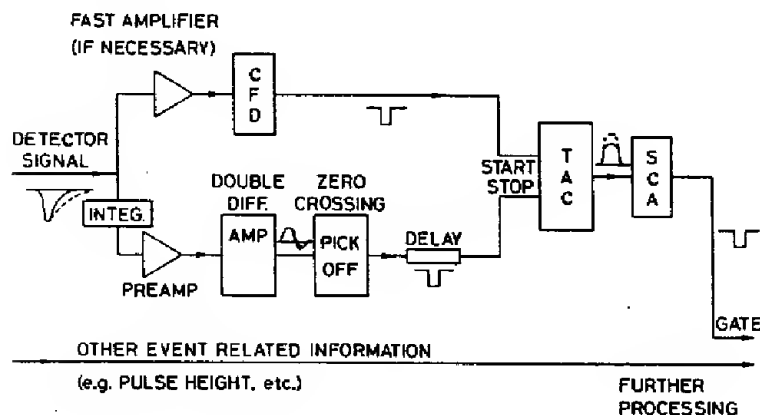 FAST AMPLIFIER
(IF NECESSARY)
C
F
D
DETECTOR
SIGNAL
INTEG.
PREAMP
DOUBLE
DIFF.
AMP
ZERO
CROSSING
PICK
OFF
DELAY
START
STOP
T
A
C
S
C
A
GATE
OTHER EVENT RELATED INFORMATION
(e.g. PULSE HEIGHT, etc.)
FURTHER
PROCESSING